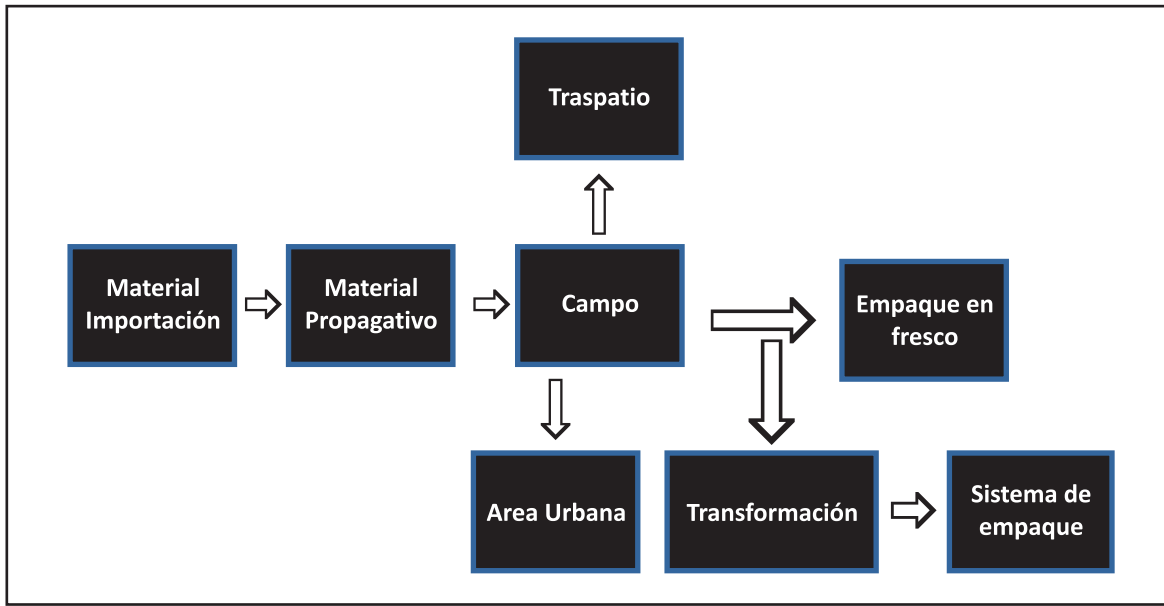 Traspatio
Material
Importación
Material
Propagativo
Campo
Empaque en
fresco
Area Urbana
Transformación
Sistema de
empaque